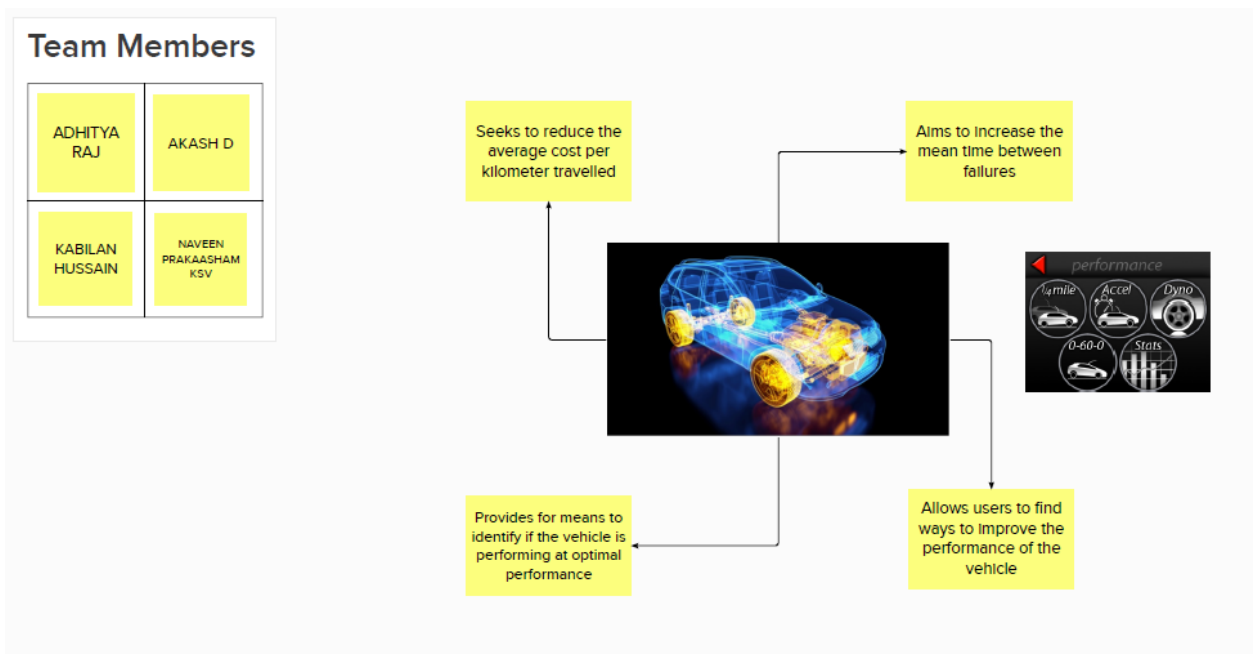 Team Members
ADHITYA
RAJ
AKASH D
KABILAN
HUSSAIN
NAVEEN
PRAKAASHAM
KSV
Seeks to reduce the
average cost per
kilometer travelled
Aims to increase the
mean time between
failures
performance
1/4 mile
Accel
Dyno
0-60-0
Stats
Provides for means to
identify if the vehicle is
performing at optimal
performance
Allows users to find
ways to improve the
performance of the
vehicle